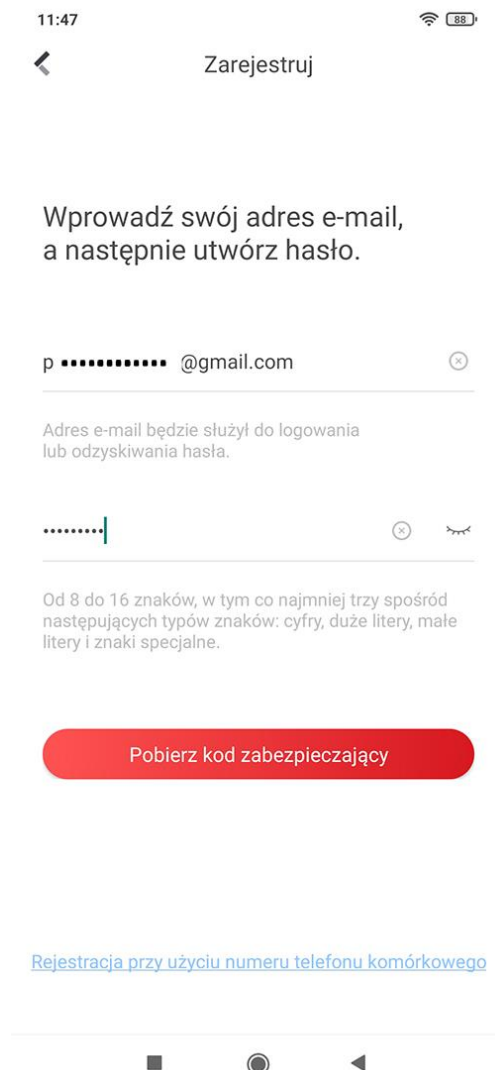 11:47
88
Zarejestruj
Wprowadź swój adres e-mail,
a następnie utwórz hasło.
p •••••••••••• @gmail.com
Adres e-mail będzie służył do logowania
lub odzyskiwania hasła.
•••••••••
Od 8 do 16 znaków, w tym co najmniej trzy spośród
następujących typów znaków: cyfry, duże litery, małe
litery i znaki specjalne.
Pobierz kod zabezpieczający
Rejestracja przy użyciu numeru telefonu komórkowego